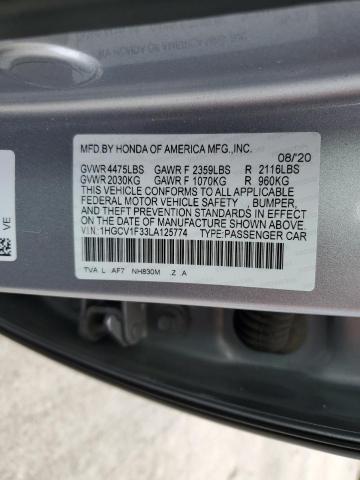 MFD.BY HONDA OF AMERICA MFG.,INC.
08/20
GVWR 4475LBS GAWR F 2359LBS R 2116LBS
GVWR 2030KG GAWR F 1070KG R 960KG
THIS VEHICLE CONFORMS TO ALL APPLICABLE
FEDERAL MOTOR VEHICLE SAFETY , BUMPER,
AND THEFT PREVENTION STANDARDS IN EFFECT
ON THE DATE OF MANUFACTURE SHOWN ABOVE.
V.I.N.: 1HGCV1F33LA125774 TYPE:PASSENGER CAR
TVA L AF7 NH830M .Z A
VE